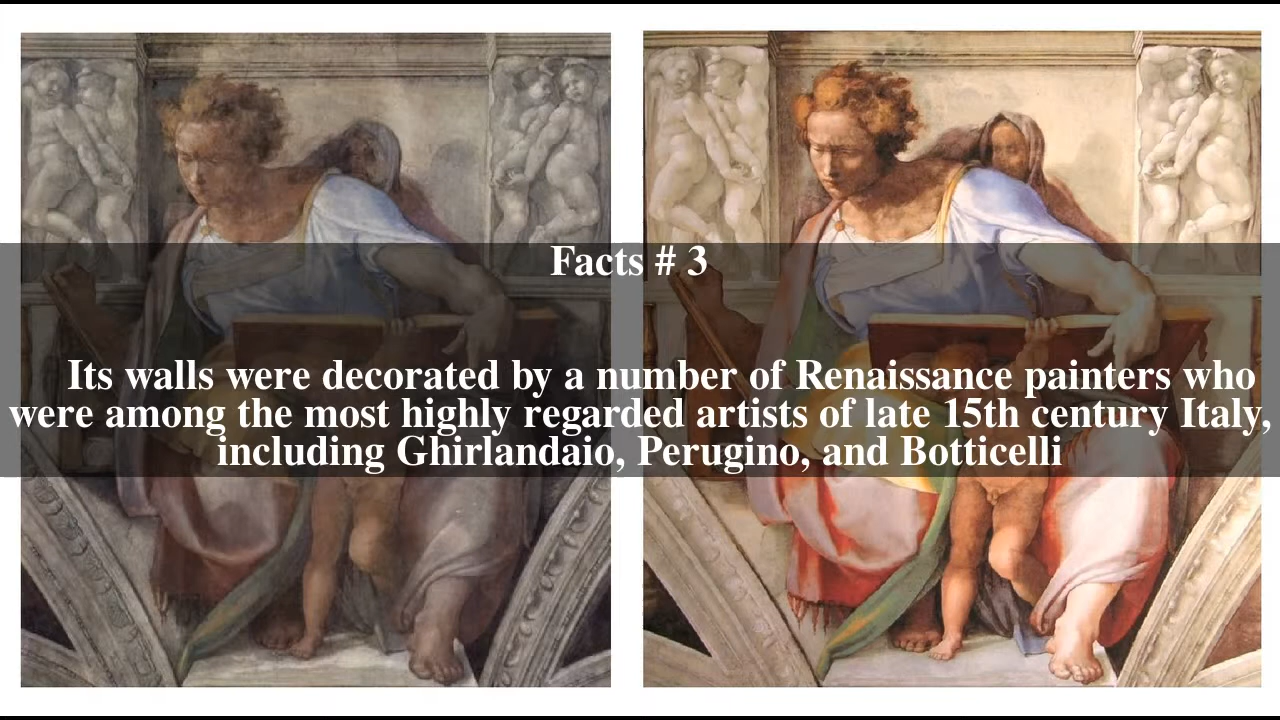 Facts # 3
Its walls were decorated by a number of Renaissance painters who
were among the most highly regarded artists of late 15th century Italy,
including Ghirlandaio, Perugino, and Botticelli